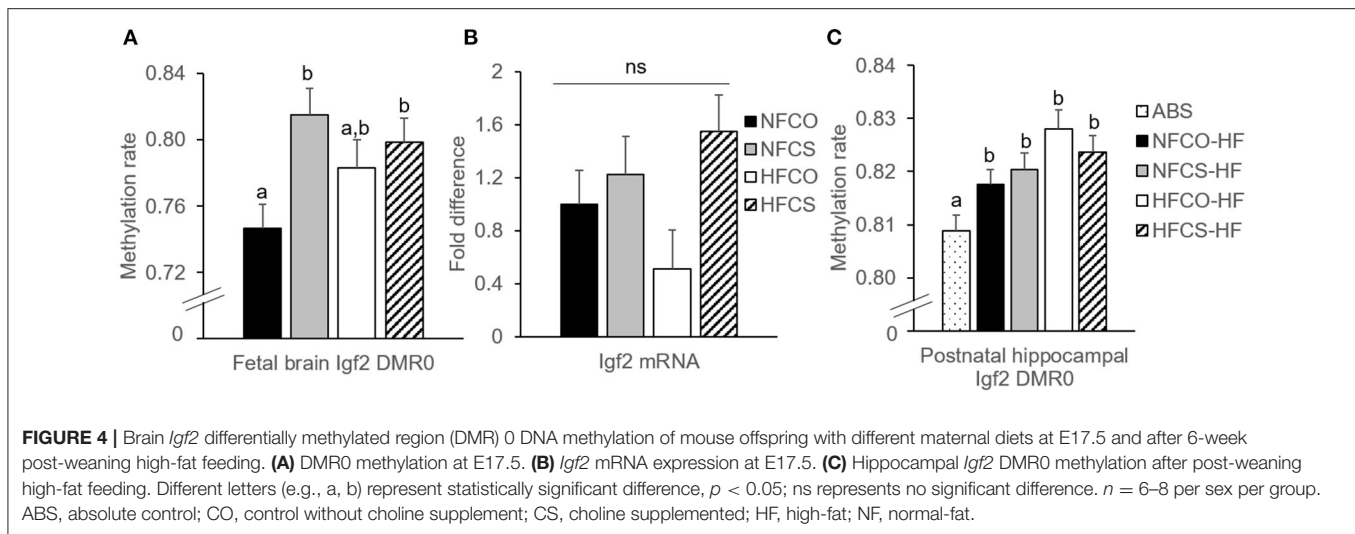 A
0.84
0.80
0.76
0.72
0
Methylation rate
a
b
a,b
b
Fetal brain Igf2 DMR0
B
2
1.6
1.2
0.8
0.4
0
Fold difference
ns
Igf2 mRNA
NFCO
NFCS
HFCO
HFCS
C
0.84
0.83
0.82
0.81
0.80
0
Methylation rate
a
b
b
b
b
Postnatal hippocampal
Igf2 DMR0
ABS
NFCO-HF
NFCS-HF
HFCO-HF
HFCS-HF
FIGURE 4 | Brain Igf2 differentially methylated region (DMR) 0 DNA methylation of mouse offspring with different maternal diets at E17.5 and after 6-week
post-weaning high-fat feeding. (A) DMR0 methylation at E17.5. (B) Igf2 mRNA expression at E17.5. (C) Hippocampal Igf2 DMR0 methylation after post-weaning
high-fat feeding. Different letters (e.g., a, b) represent statistically significant difference, p < 0.05; ns represents no significant difference. n = 6–8 per sex per group.
ABS, absolute control; CO, control without choline supplement; CS, choline supplemented; HF, high-fat; NF, normal-fat.